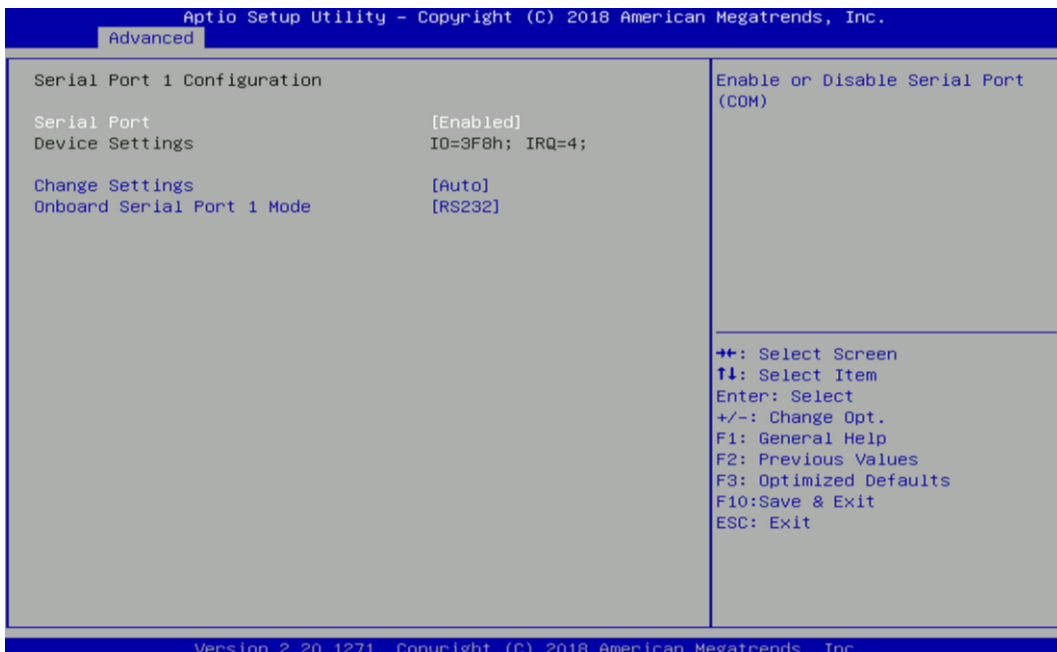 Aptio Setup Utility – Copyright (C) 2018 American Megatrends, Inc.
Advanced
Serial Port 1 Configuration
Serial Port [Enabled]
Device Settings IO=3F8h; IRQ=4;
Change Settings [Auto]
Onboard Serial Port 1 Mode [RS232]
Enable or Disable Serial Port
(COM)
→←: Select Screen
↑↓: Select Item
Enter: Select
+/-: Change Opt.
F1: General Help
F2: Previous Values
F3: Optimized Defaults
F10:Save & Exit
ESC: Exit
Version 2.20.1271. Copyright (C) 2018 American Megatrends, Inc.